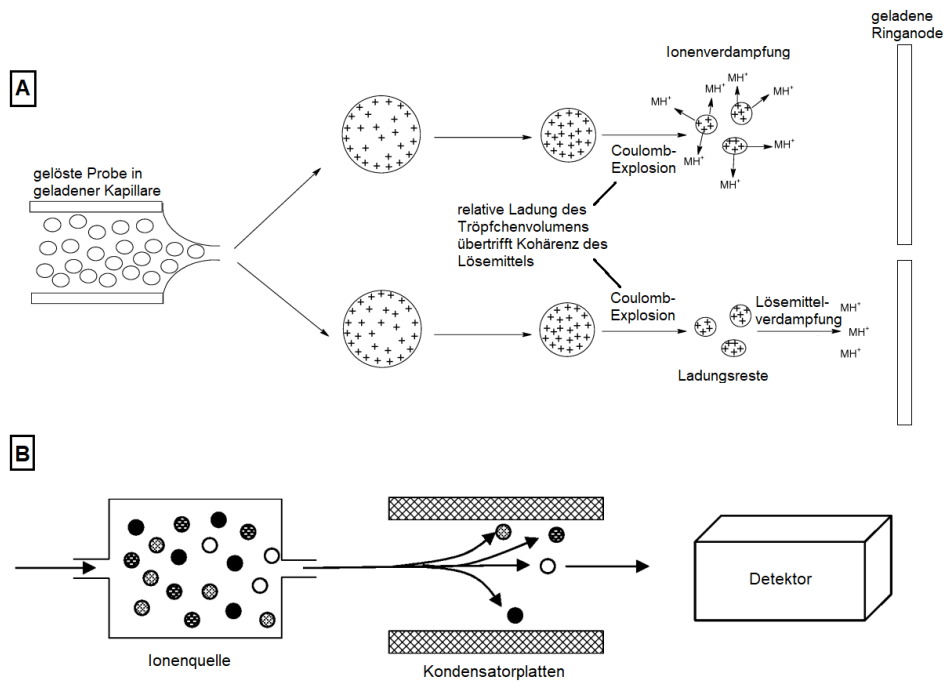 geladene
Ringanode
A
Ionenverdampfung
MH⁺
MH⁺
MH⁺
MH⁺
MH⁺
MH⁺
MH⁺
Coulomb-
Explosion
gelöste Probe in
geladener Kapillare
relative Ladung des
Tröpfchenvolumens
übertrifft Kohärenz des
Lösemittels
Coulomb-
Explosion
Lösemittel-
verdampfung
MH⁺
MH⁺
MH⁺
Ladungsreste
B
Detektor
Ionenquelle
Kondensatorplatten